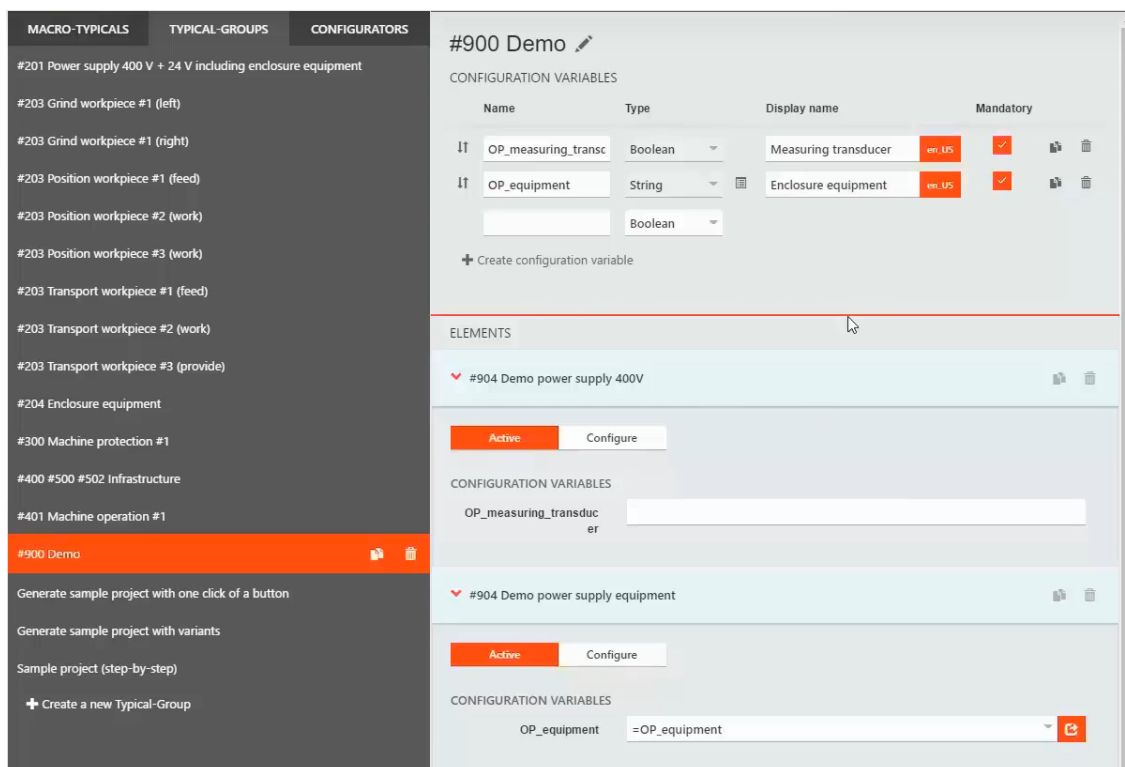 MACRO-TYPICALS TYPICAL-GROUPS CONFIGURATORS
#201 Power supply 400 V + 24 V including enclosure equipment
#203 Grind workpiece #1 (left)
#203 Grind workpiece #1 (right)
#203 Position workpiece #1 (feed)
#203 Position workpiece #2 (work)
#203 Position workpiece #3 (work)
#203 Transport workpiece #1 (feed)
#203 Transport workpiece #2 (work)
#203 Transport workpiece #3 (provide)
#204 Enclosure equipment
#300 Machine protection #1
#400 #500 #502 Infrastructure
#401 Machine operation #1
#900 Demo
Generate sample project with one click of a button
Generate sample project with variants
Sample project (step-by-step)
Create a new Typical-Group
#900 Demo
CONFIGURATION VARIABLES
Name Type Display name Mandatory
OP_measuring_transc Boolean Measuring transducer en_US
OP_equipment String Enclosure equipment en_US
Boolean
Create configuration variable
ELEMENTS
#904 Demo power supply 400V
Active Configure
CONFIGURATION VARIABLES
OP_measuring_transduc
er
#904 Demo power supply equipment
Active Configure
CONFIGURATION VARIABLES
OP_equipment =OP_equipment